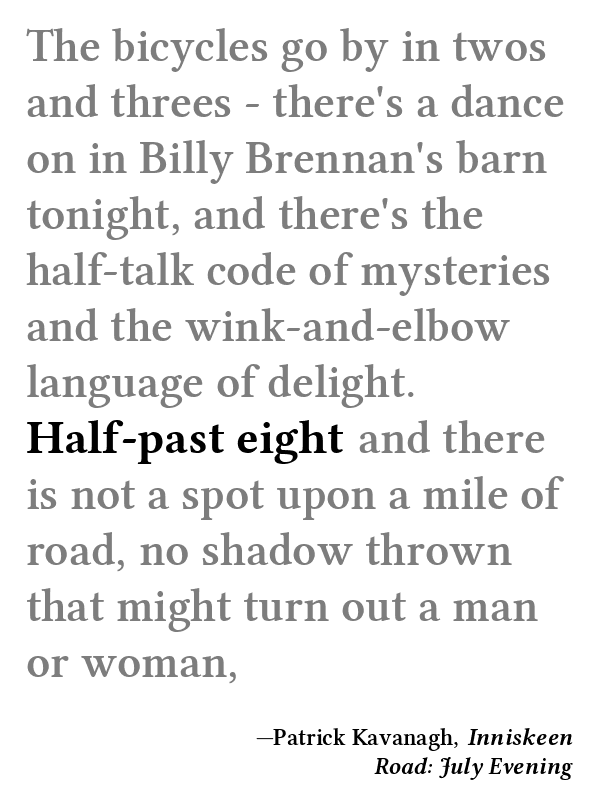 The bicycles go by in twos
and threes - there's a dance
on in Billy Brennan's barn
tonight, and there's the
half-talk code of mysteries
and the wink-and-elbow
language of delight.
Half-past eight and there
is not a spot upon a mile of
road, no shadow thrown
that might turn out a man
or woman,
—Patrick Kavanagh, Inniskeen
Road: July Evening